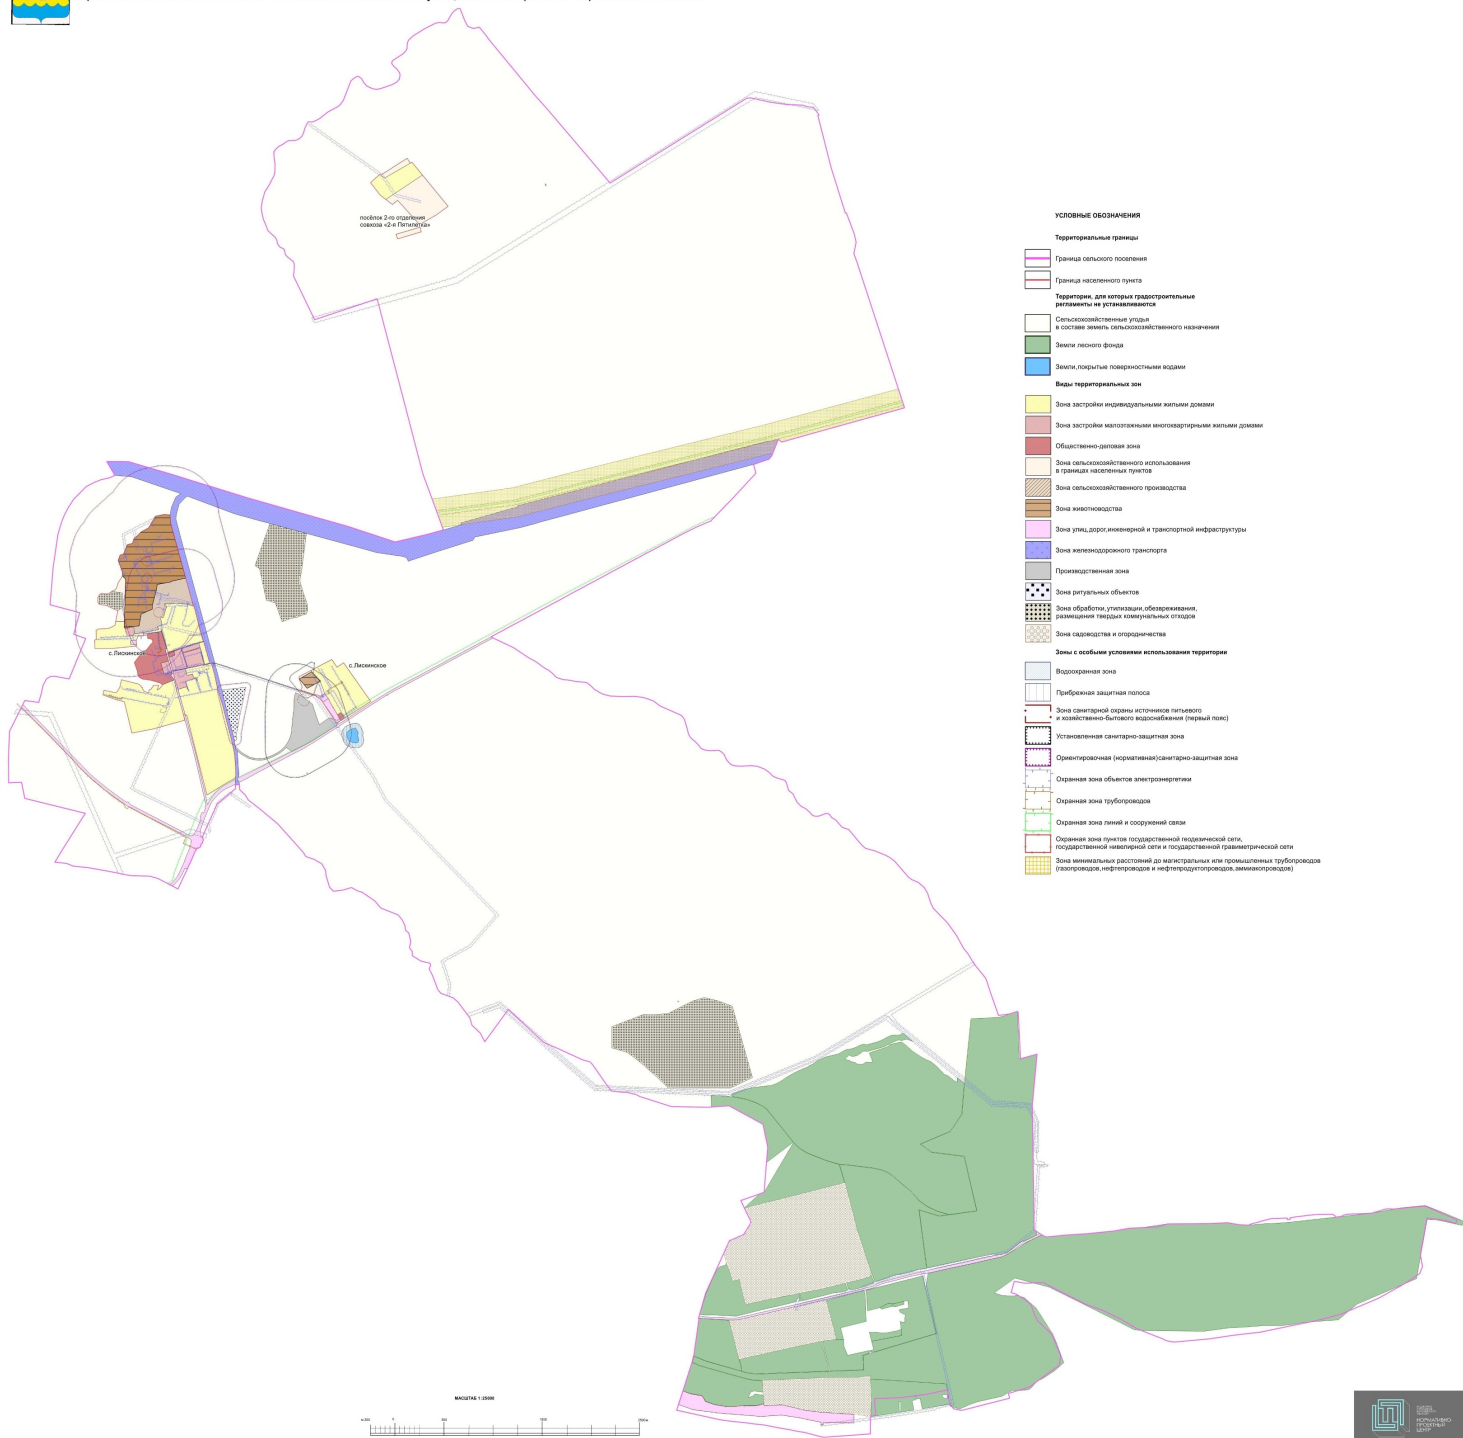 посёлок 2-го отделения
совхоза «2-я Пятилетка»
с.Лискинское
с.Лискинское
УСЛОВНЫЕ ОБОЗНАЧЕНИЯ
Территориальные границы
Граница сельского поселения
Граница населенного пункта
Территории, для которых градостроительные
регламенты не устанавливаются
Сельскохозяйственные угодья
в составе земель сельскохозяйственного назначения
Земли лесного фонда
Земли,покрытые поверхностными водами
Виды территориальных зон
Зона застройки индивидуальными жилыми домами
Зона застройки малоэтажными многоквартирными жилыми домами
Общественно-деловая зона
Зона сельскохозяйственного использования
в границах населенных пунктов
Зона сельскохозяйственного производства
Зона животноводства
Зона улиц,дорог,инженерной и транспортной инфраструктуры
Зона железнодорожного транспорта
Производственная зона
Зона ритуальных объектов
Зона обработки,утилизации,обезвреживания,
размещения твердых коммунальных отходов
Зона садоводства и огородничества
Зоны с особыми условиями использования территории
Водоохранная зона
Прибрежная защитная полоса
Зона санитарной охраны источников питьевого
и хозяйственно-бытового водоснабжения (первый пояс)
Установленная санитарно-защитная зона
Ориентировочная (нормативная)санитарно-защитная зона
Охранная зона объектов электроэнергетики
Охранная зона трубопроводов
Охранная зона линий и сооружений связи
Охранная зона пунктов государственной геодезической сети,
государственной нивелирной сети и государственной гравиметрической сети
Зона минимальных расстояний до магистральных или промышленных трубопроводов
(газопроводов,нефтепроводов и нефтепродуктопроводов,аммиакопроводов)
МАСШТАБ 1:25000
НОРМАТИВНО-
ПРОЕКТНЫЙ
ЦЕНТР